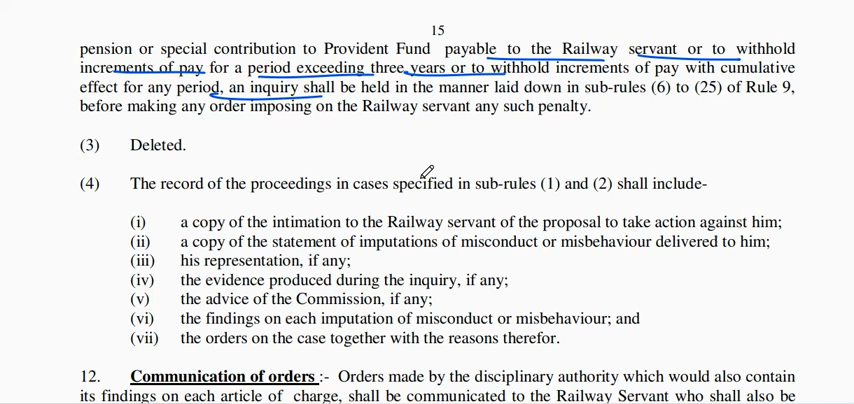 15
pension or special contribution to Provident Fund payable to the Railway servant or to withhold
increments of pay for a period exceeding three years or to withhold increments of pay with cumulative
effect for any period, an inquiry shall be held in the manner laid down in sub-rules (6) to (25) of Rule 9,
before making any order imposing on the Railway servant any such penalty.
(3) Deleted.
(4) The record of the proceedings in cases specified in sub-rules (1) and (2) shall include-
(i) a copy of the intimation to the Railway servant of the proposal to take action against him;
(ii) a copy of the statement of imputations of misconduct or misbehaviour delivered to him;
(iii) his representation, if any;
(iv) the evidence produced during the inquiry, if any;
(v) the advice of the Commission, if any;
(vi) the findings on each imputation of misconduct or misbehaviour; and
(vii) the orders on the case together with the reasons therefor.
12. Communication of orders :- Orders made by the disciplinary authority which would also contain
its findings on each article of charge, shall be communicated to the Railway Servant who shall also be